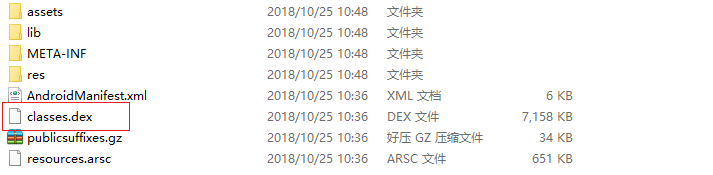 assets 2018/10/25 10:48 文件夹
lib 2018/10/25 10:48 文件夹
META-INF 2018/10/25 10:48 文件夹
res 2018/10/25 10:48 文件夹
AndroidManifest.xml 2018/10/25 10:36 XML 文档 6 KB
classes.dex 2018/10/25 10:36 DEX 文件 7,158 KB
publicsuffixes.gz 2018/10/25 10:36 好压 GZ 压缩文件 34 KB
resources.arsc 2018/10/25 10:36 ARSC 文件 651 KB